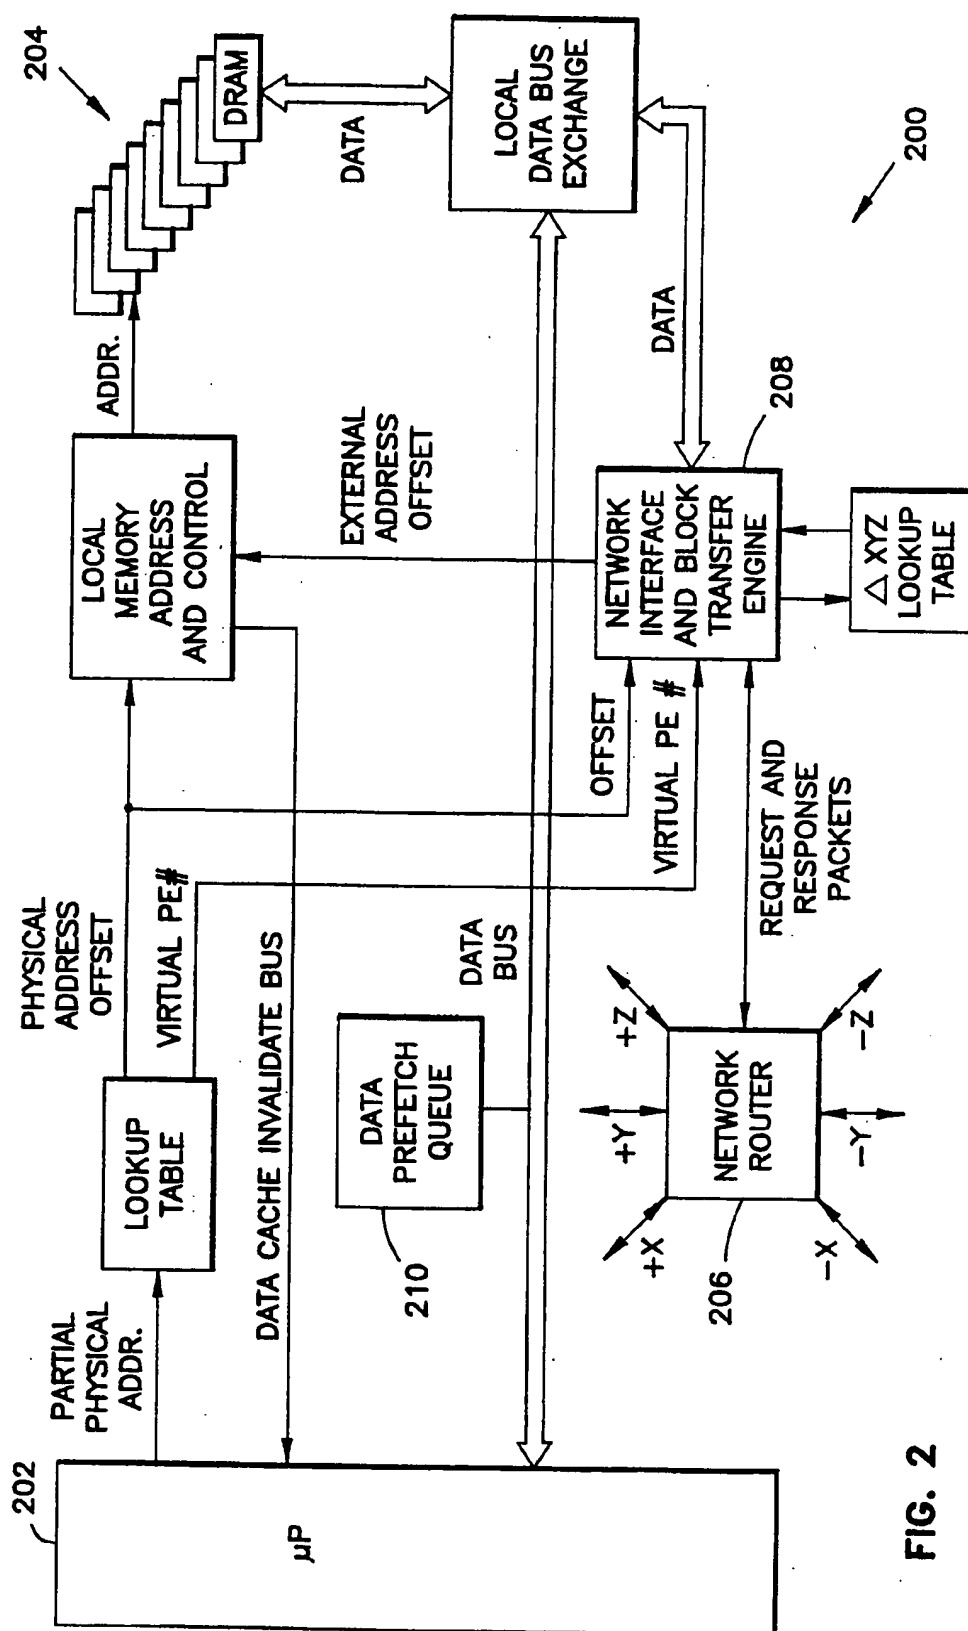 202
µP
PARTIAL
PHYSICAL
ADDR.
LOOKUP
TABLE
PHYSICAL
ADDRESS
OFFSET
VIRTUAL PE#
DATA CACHE INVALIDATE BUS
LOCAL
MEMORY
ADDRESS
AND CONTROL
ADDR.
204
DRAM
DATA
LOCAL
DATA BUS
EXCHANGE
EXTERNAL
ADDRESS
OFFSET
DATA
BUS
DATA
PREFETCH
QUEUE
210
OFFSET
VIRTUAL PE #
NETWORK
INTERFACE
AND BLOCK
TRANSFER
ENGINE
208
DATA
△ XYZ
LOOKUP
TABLE
REQUEST AND
RESPONSE
PACKETS
+X
+Y
+Z
NETWORK
ROUTER
206
-X
-Y
-Z
200
FIG. 2